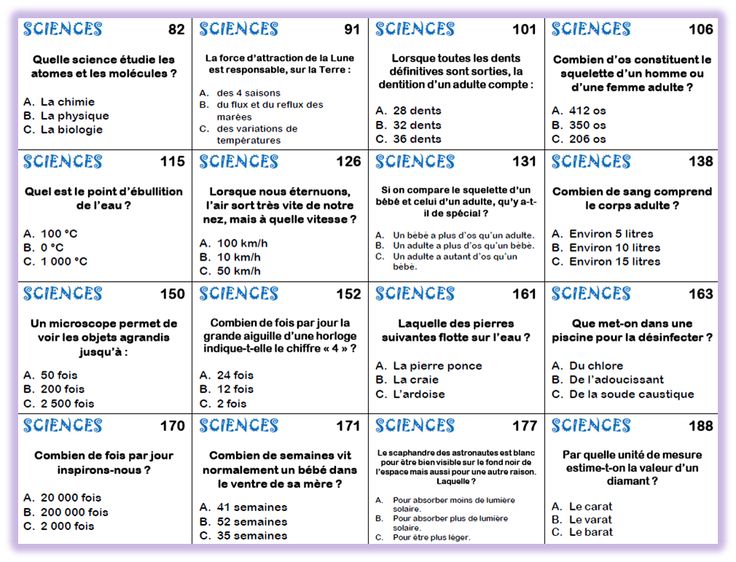 SCIENCES 82
Quelle science étudie les
atomes et les molécules ?
A. La chimie
B. La physique
C. La biologie
SCIENCES 91
La force d'attraction de la Lune
est responsable, sur la Terre :
A. des 4 saisons
B. du flux et du reflux des
marées
C. des variations de
températures
SCIENCES 101
Lorsque toutes les dents
définitives sont sorties, la
dentition d'un adulte compte :
A. 28 dents
B. 32 dents
C. 36 dents
SCIENCES 106
Combien d'os constituent le
squelette d'un homme ou
d'une femme adulte ?
A. 412 os
B. 350 os
C. 206 os
SCIENCES 115
Quel est le point d'ébullition
de l'eau ?
A. 100 °C
B. 0 °C
C. 1 000 °C
SCIENCES 126
Lorsque nous éternuons,
l'air sort très vite de notre
nez, mais à quelle vitesse ?
A. 100 km/h
B. 10 km/h
C. 50 km/h
SCIENCES 131
Si on compare le squelette d'un
bébé et celui d'un adulte, qu'y a-t-
il de spécial ?
A. Un bébé a plus d'os qu'un adulte.
B. Un adulte a plus d'os qu'un bébé.
C. Un adulte a autant d'os qu'un
bébé.
SCIENCES 138
Combien de sang comprend
le corps adulte ?
A. Environ 5 litres
B. Environ 10 litres
C. Environ 15 litres
SCIENCES 150
Un microscope permet de
voir les objets agrandis
jusqu'à :
A. 50 fois
B. 200 fois
C. 2 500 fois
SCIENCES 152
Combien de fois par jour la
grande aiguille d'une horloge
indique-t-elle le chiffre « 4 » ?
A. 24 fois
B. 12 fois
C. 2 fois
SCIENCES 161
Laquelle des pierres
suivantes flotte sur l'eau ?
A. La pierre ponce
B. La craie
C. L'ardoise
SCIENCES 163
Que met-on dans une
piscine pour la désinfecter ?
A. Du chlore
B. De l'adoucissant
C. De la soude caustique
SCIENCES 170
Combien de fois par jour
inspirons-nous ?
A. 20 000 fois
B. 200 000 fois
C. 2 000 fois
SCIENCES 171
Combien de semaines vit
normalement un bébé dans
le ventre de sa mère ?
A. 41 semaines
B. 52 semaines
C. 35 semaines
SCIENCES 177
Le scaphandre des astronautes est blanc
pour être bien visible sur le fond noir de
l'espace mais aussi pour une autre raison.
Laquelle ?
A. Pour absorber moins de lumière
solaire.
B. Pour absorber plus de lumière
solaire.
C. Pour être plus léger.
SCIENCES 188
Par quelle unité de mesure
estime-t-on la valeur d'un
diamant ?
A. Le carat
B. Le varat
C. Le barat